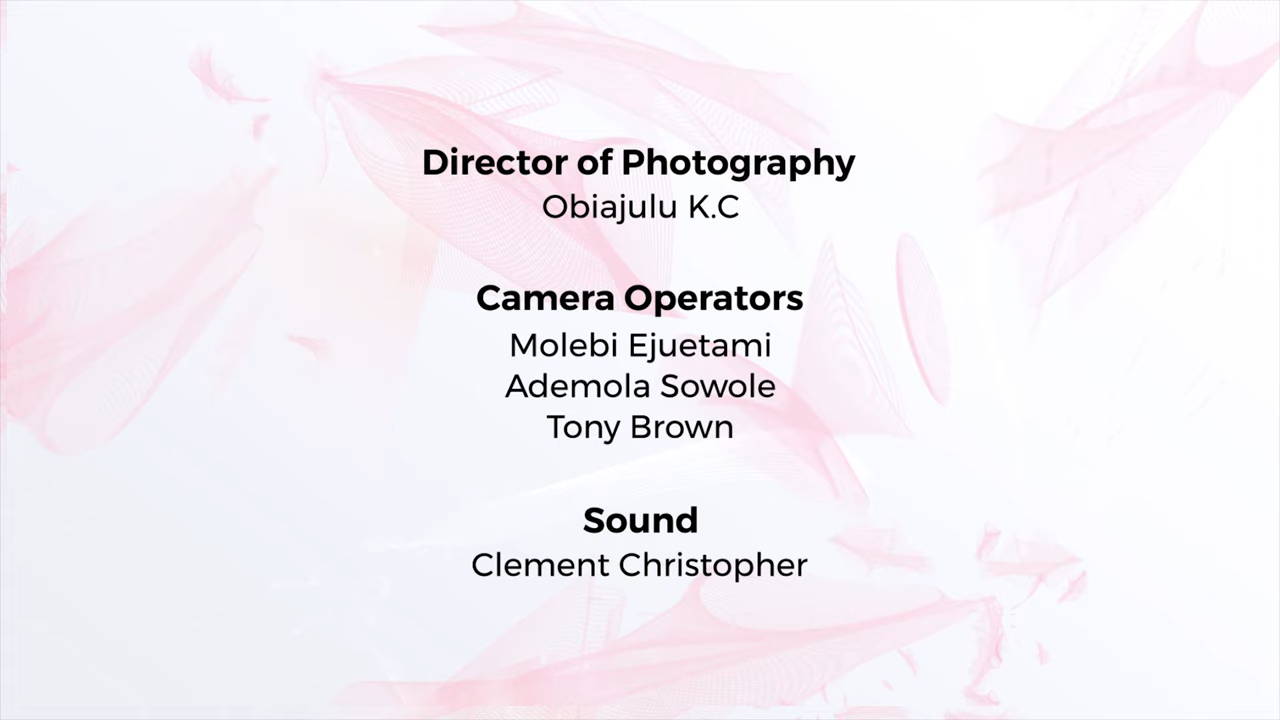 Director of Photography
Obiajulu K.C
Camera Operators
Molebi Ejuetami
Ademola Sowole
Tony Brown
Sound
Clement Christopher